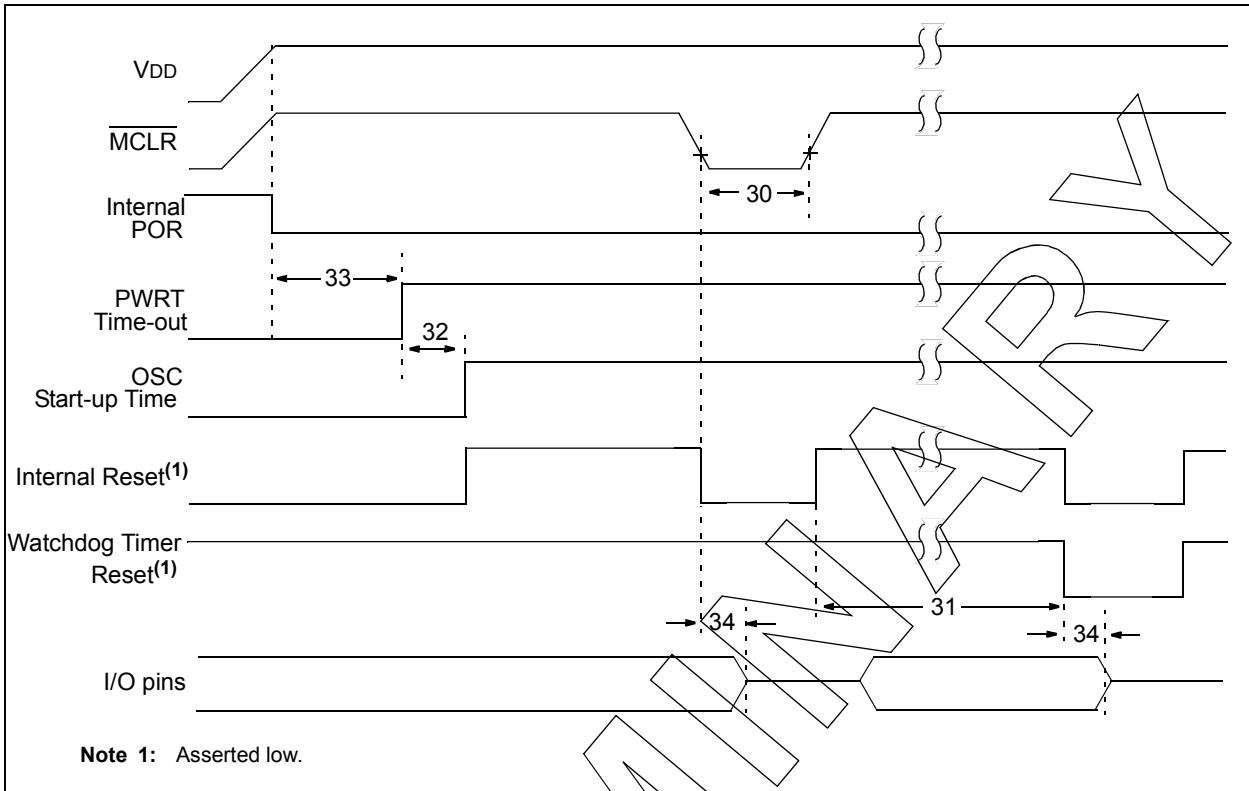 VDD
MCLR
30
Internal
POR
33
PWRT
Time-out
32
OSC
Start-up Time
Internal Reset(1)
Watchdog Timer
Reset(1)
31
34
34
I/O pins
Note 1: Asserted low.
MINARY